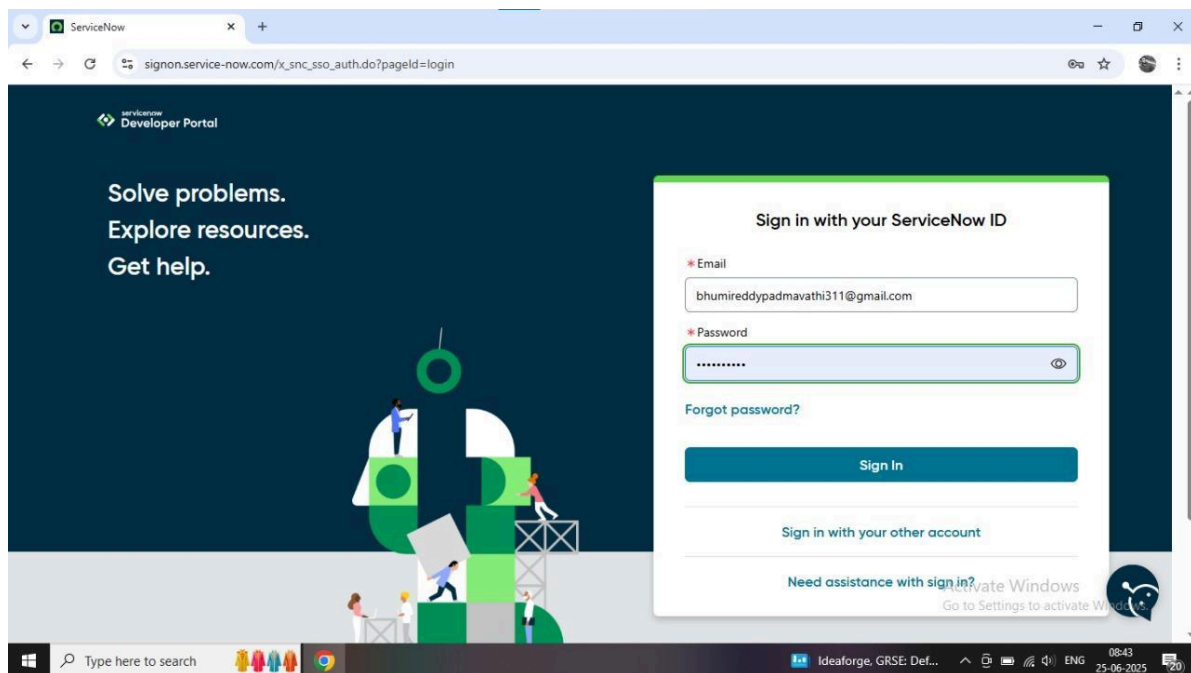 ServiceNow
signon.service-now.com/x_snc_sso_auth.do?pageId=login
servicenow
Developer Portal
Solve problems.
Explore resources.
Get help.
Sign in with your ServiceNow ID
*Email
bhumireddypadmavathi311@gmail.com
*Password
••••••••••
Forgot password?
Sign In
Sign in with your other account
Need assistance with sign in?
Activate Windows
Go to Settings to activate Windows.
Type here to search
Ideaforge, GRSE: Def...
ENG
08:43
25-06-2025
20